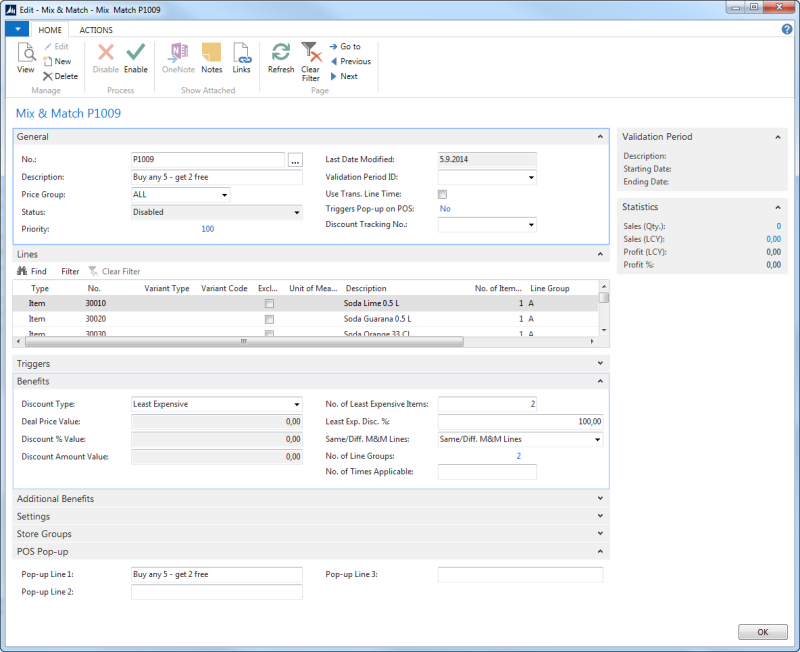 Edit - Mix & Match - Mix Match P1009
HOME ACTIONS
View
Edit
New
Delete
Manage
Disable Enable
Process
OneNote Notes Links
Show Attached
Refresh Clear Filter
Go to
Previous
Next
Page
Mix & Match P1009
General
No.: P1009 ...
Description: Buy any 5 - get 2 free
Price Group: ALL
Status: Disabled
Priority: 100
Last Date Modified: 5.9.2014
Validation Period ID:
Use Trans. Line Time:
Triggers Pop-up on POS: No
Discount Tracking No.:
Lines
Find Filter Clear Filter
Type No. Variant Type Variant Code Excl... Unit of Mea... Description No. of Item... Line Group
Item 30010 Soda Lime 0.5 L 1 A
Item 30020 Soda Guarana 0.5 L 1 A
Item 30030 Soda Orange 33 CL 1 A
Triggers
Benefits
Discount Type: Least Expensive
Deal Price Value: 0,00
Discount % Value: 0,00
Discount Amount Value: 0,00
No. of Least Expensive Items: 2
Least Exp. Disc. %: 100,00
Same/Diff. M&M Lines: Same/Diff. M&M Lines
No. of Line Groups: 2
No. of Times Applicable:
Additional Benefits
Settings
Store Groups
POS Pop-up
Pop-up Line 1: Buy any 5 - get 2 free
Pop-up Line 2:
Pop-up Line 3:
Validation Period
Description:
Starting Date:
Ending Date:
Statistics
Sales (Qty.): 0
Sales (LCY): 0,00
Profit (LCY): 0,00
Profit %: 0,00
OK